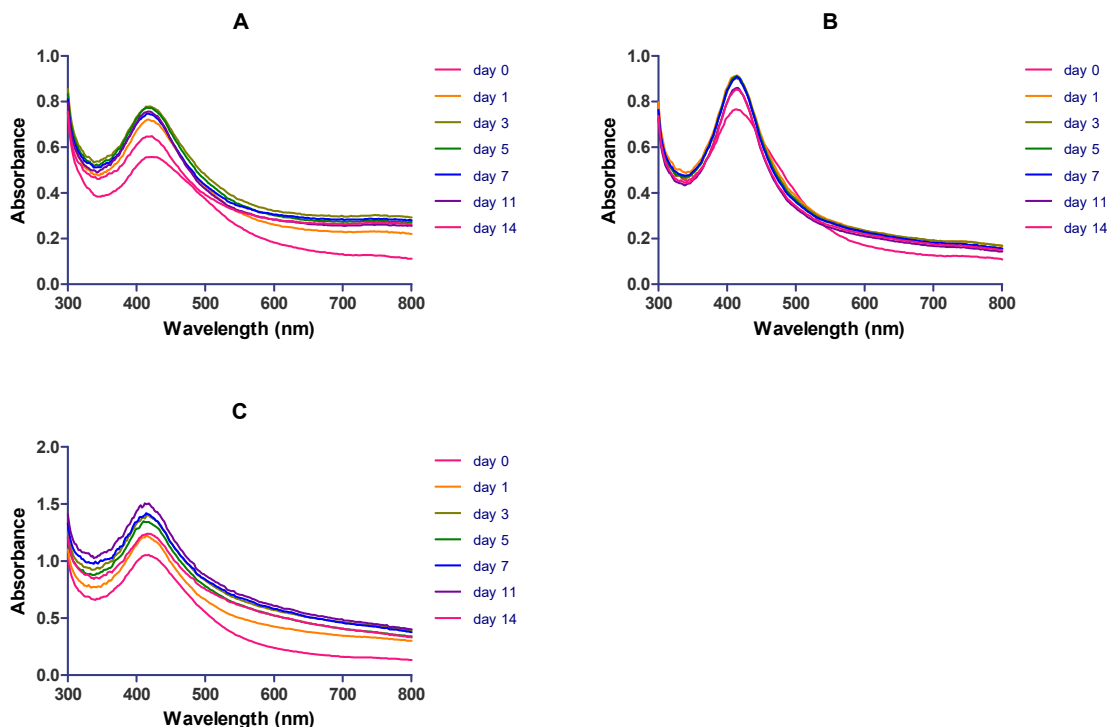 A
Absorbance
1.0
0.8
0.6
0.4
0.2
0.0
300 400 500 600 700 800
Wavelength (nm)
day 0
day 1
day 3
day 5
day 7
day 11
day 14
B
Absorbance
1.0
0.8
0.6
0.4
0.2
0.0
300 400 500 600 700 800
Wavelength (nm)
day 0
day 1
day 3
day 5
day 7
day 11
day 14
C
Absorbance
2.0
1.5
1.0
0.5
0.0
300 400 500 600 700 800
Wavelength (nm)
day 0
day 1
day 3
day 5
day 7
day 11
day 14